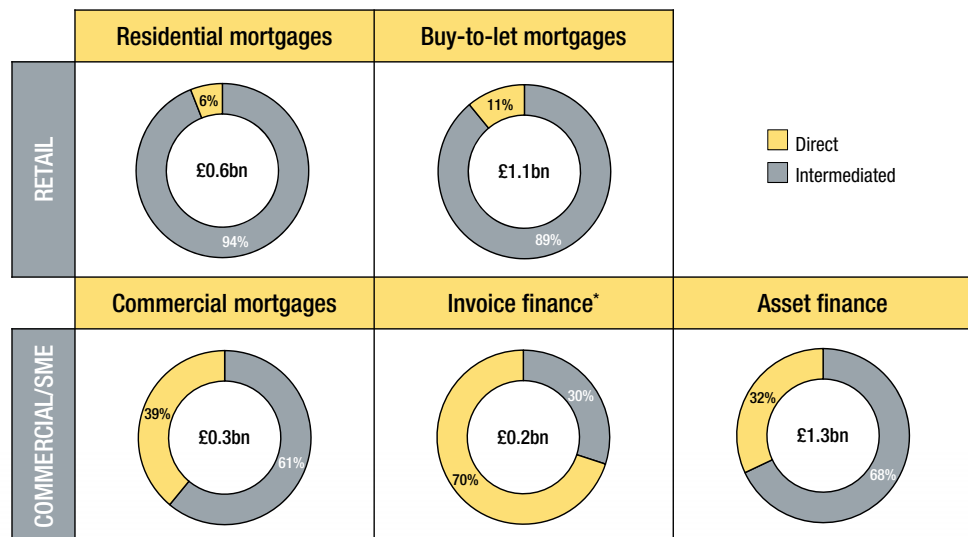 Residential mortgages
Buy-to-let mortgages
RETAIL
6%
£0.6bn
94%
11%
£1.1bn
89%
Direct
Intermediated
Commercial mortgages
Invoice finance*
Asset finance
COMMERCIAL/SME
39%
£0.3bn
61%
30%
£0.2bn
70%
32%
£1.3bn
68%